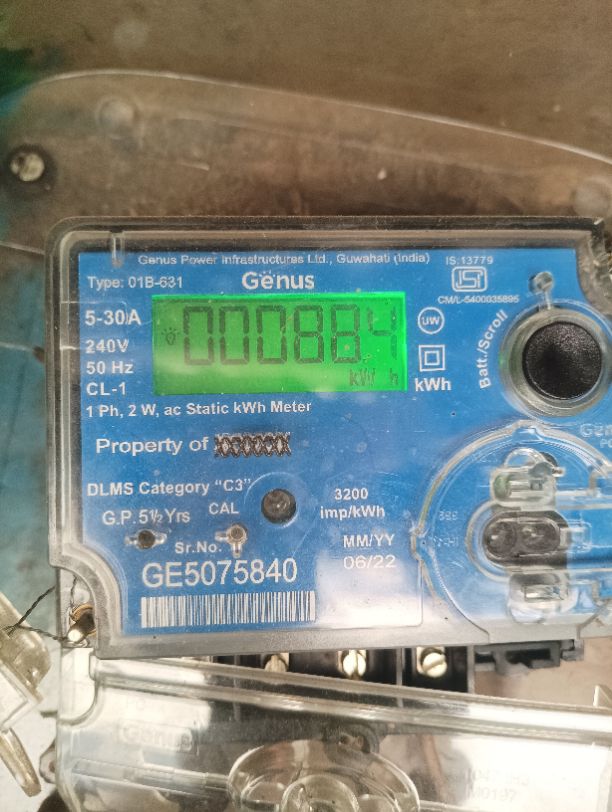 Genus Power Infrastructures Ltd., Guwahati (India)
IS:13779
Type: 01B-631
Genus
CM/L-5400035895
5-30A
000884
kWh
UW
240V
50 Hz
CL-1
kWh
Batt./Scroll
1 Ph, 2 W, ac Static kWh Meter
Property of
DLMS Category "C3"
G.P.5½ Yrs
CAL
3200
imp/kWh
Sr.No.
MM/YY
06/22
GE5075840
Genus